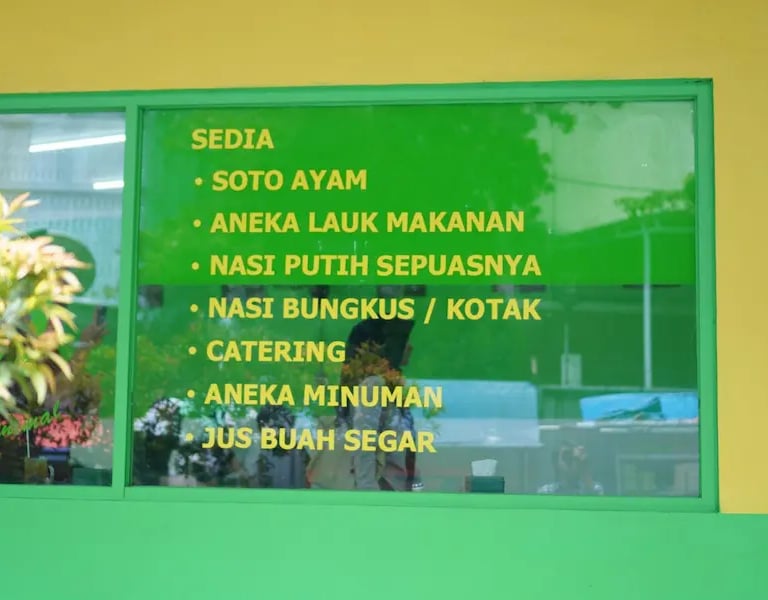 SEDIA
• SOTO AYAM
• ANEKA LAUK MAKANAN
• NASI PUTIH SEPUASNYA
• NASI BUNGKUS / KOTAK
• CATERING
• ANEKA MINUMAN
• JUS BUAH SEGAR